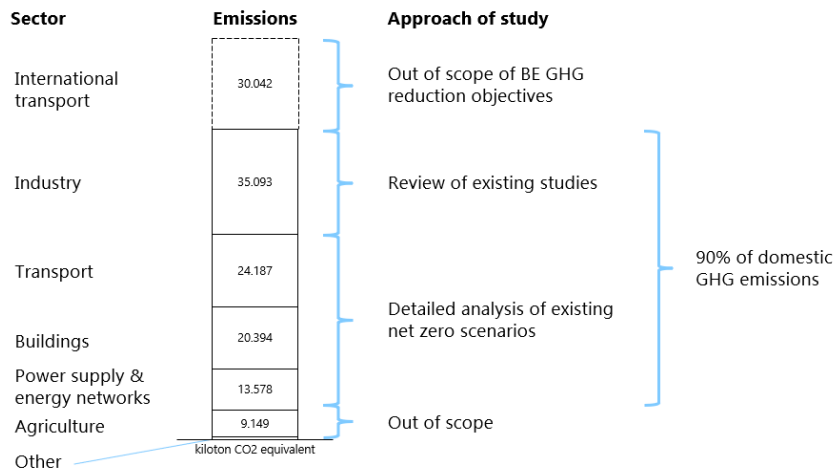 Sector
Emissions
Approach of study
International
transport
30.042
Out of scope of BE GHG
reduction objectives
Industry
35.093
Review of existing studies
Transport
24.187
90% of domestic
GHG emissions
Detailed analysis of existing
net zero scenarios
Buildings
20.394
Power supply &
energy networks
13.578
Agriculture
9.149
Out of scope
kiloton CO2 equivalent
Other